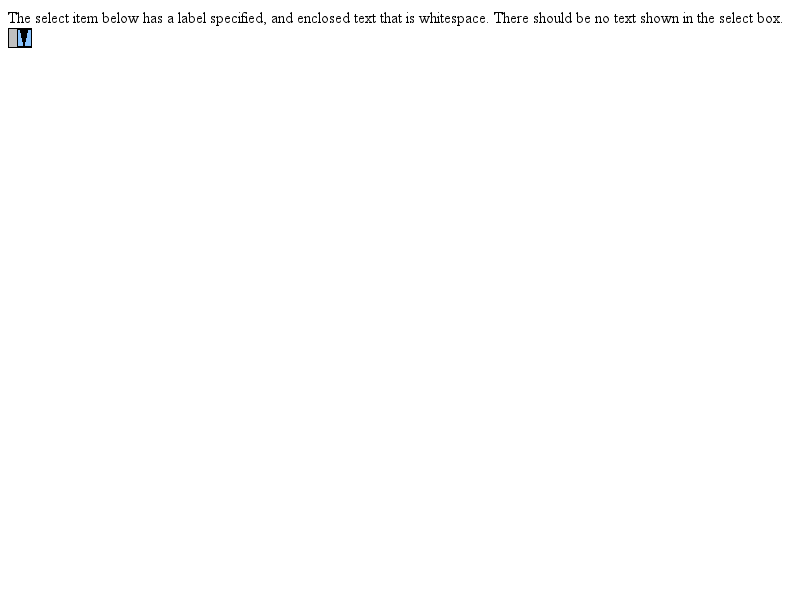 The select item below has a label specified, and enclosed text that is whitespace. There should be no text shown in the select box.